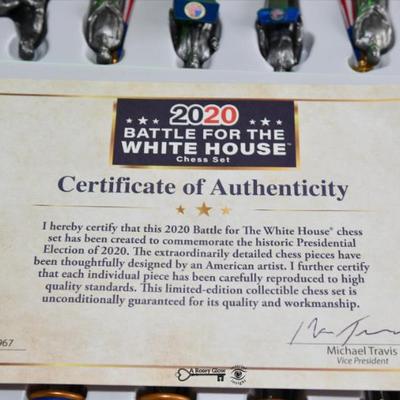 2020
BATTLE FOR THE
WHITE HOUSE™
Chess Set
Certificate of Authenticity
I hereby certify that this 2020 Battle for The White House® chess
set has been created to commemorate the historic Presidential
Election of 2020. The extraordinarily detailed chess pieces have
been thoughtfully designed by an American artist. I further certify
that each individual piece has been carefully reproduced to high
quality standards. This limited-edition collectible chess set is
unconditionally guaranteed for its quality and workmanship.
967
Michael Travis
Vice President
A Rosey Glow